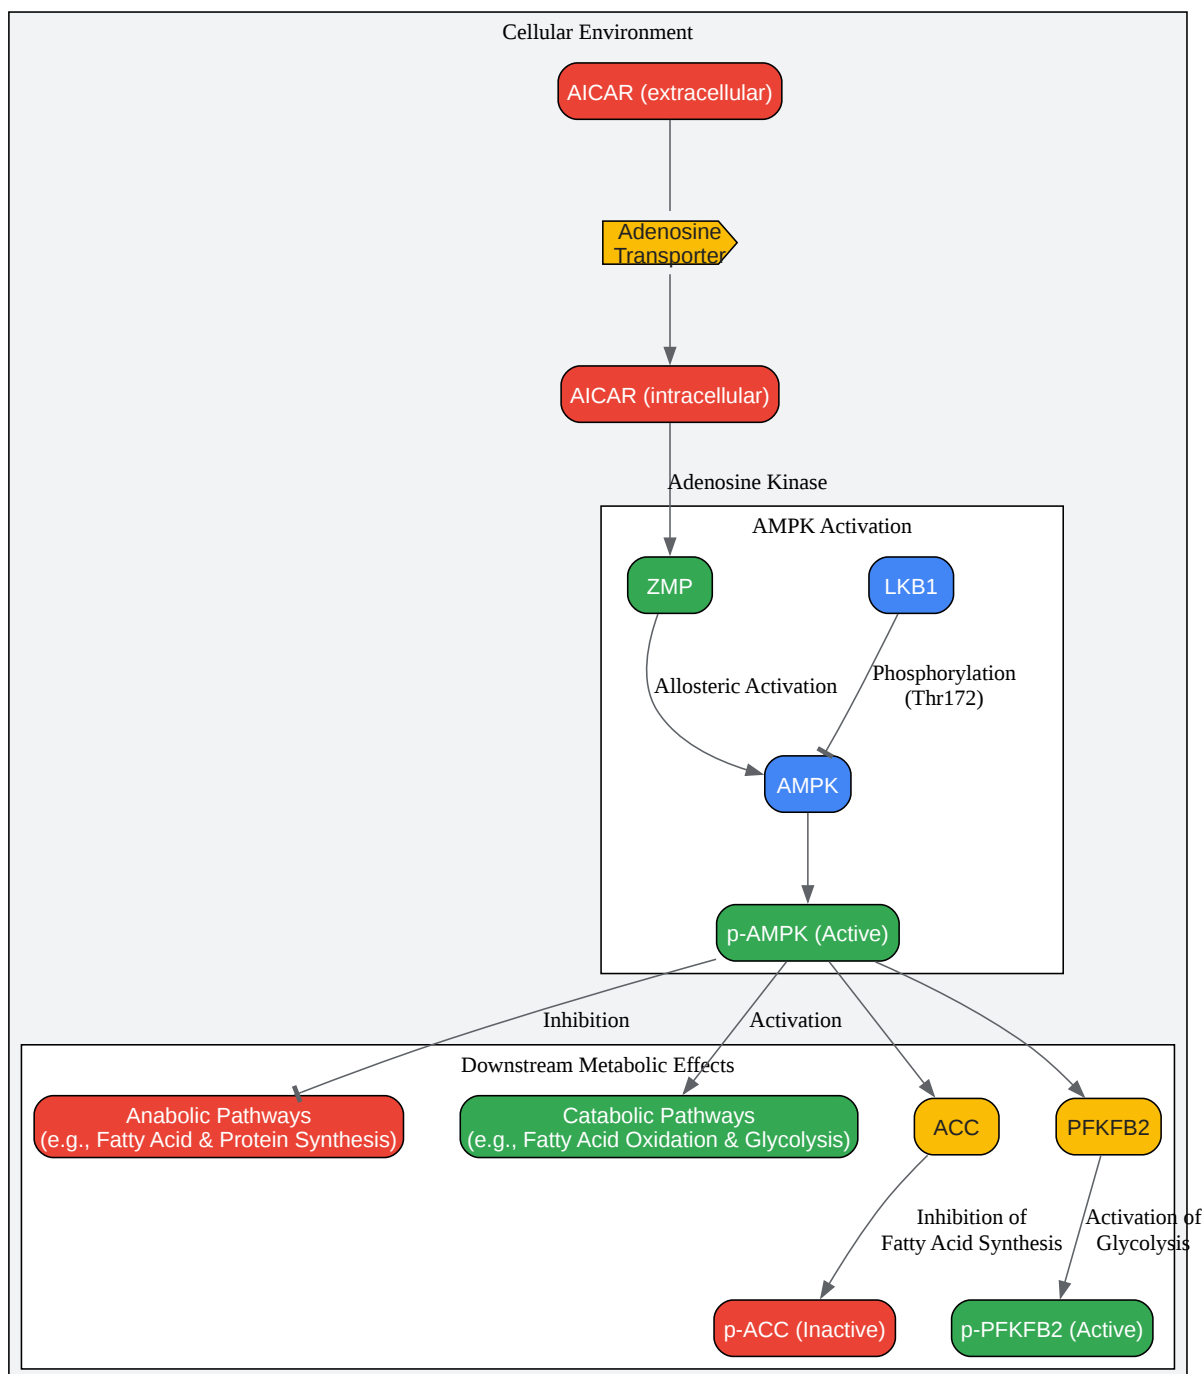 Cellular Environment
AICAR (extracellular)
Adenosine
Transporter
AICAR (intracellular)
Adenosine Kinase
AMPK Activation
ZMP
LKB1
Allosteric Activation
Phosphorylation
(Thr172)
AMPK
p-AMPK (Active)
Inhibition
Activation
Downstream Metabolic Effects
Anabolic Pathways
(e.g., Fatty Acid & Protein Synthesis)
Catabolic Pathways
(e.g., Fatty Acid Oxidation & Glycolysis)
ACC
PFKFB2
Inhibition of
Fatty Acid Synthesis
Activation of
Glycolysis
p-ACC (Inactive)
p-PFKFB2 (Active)